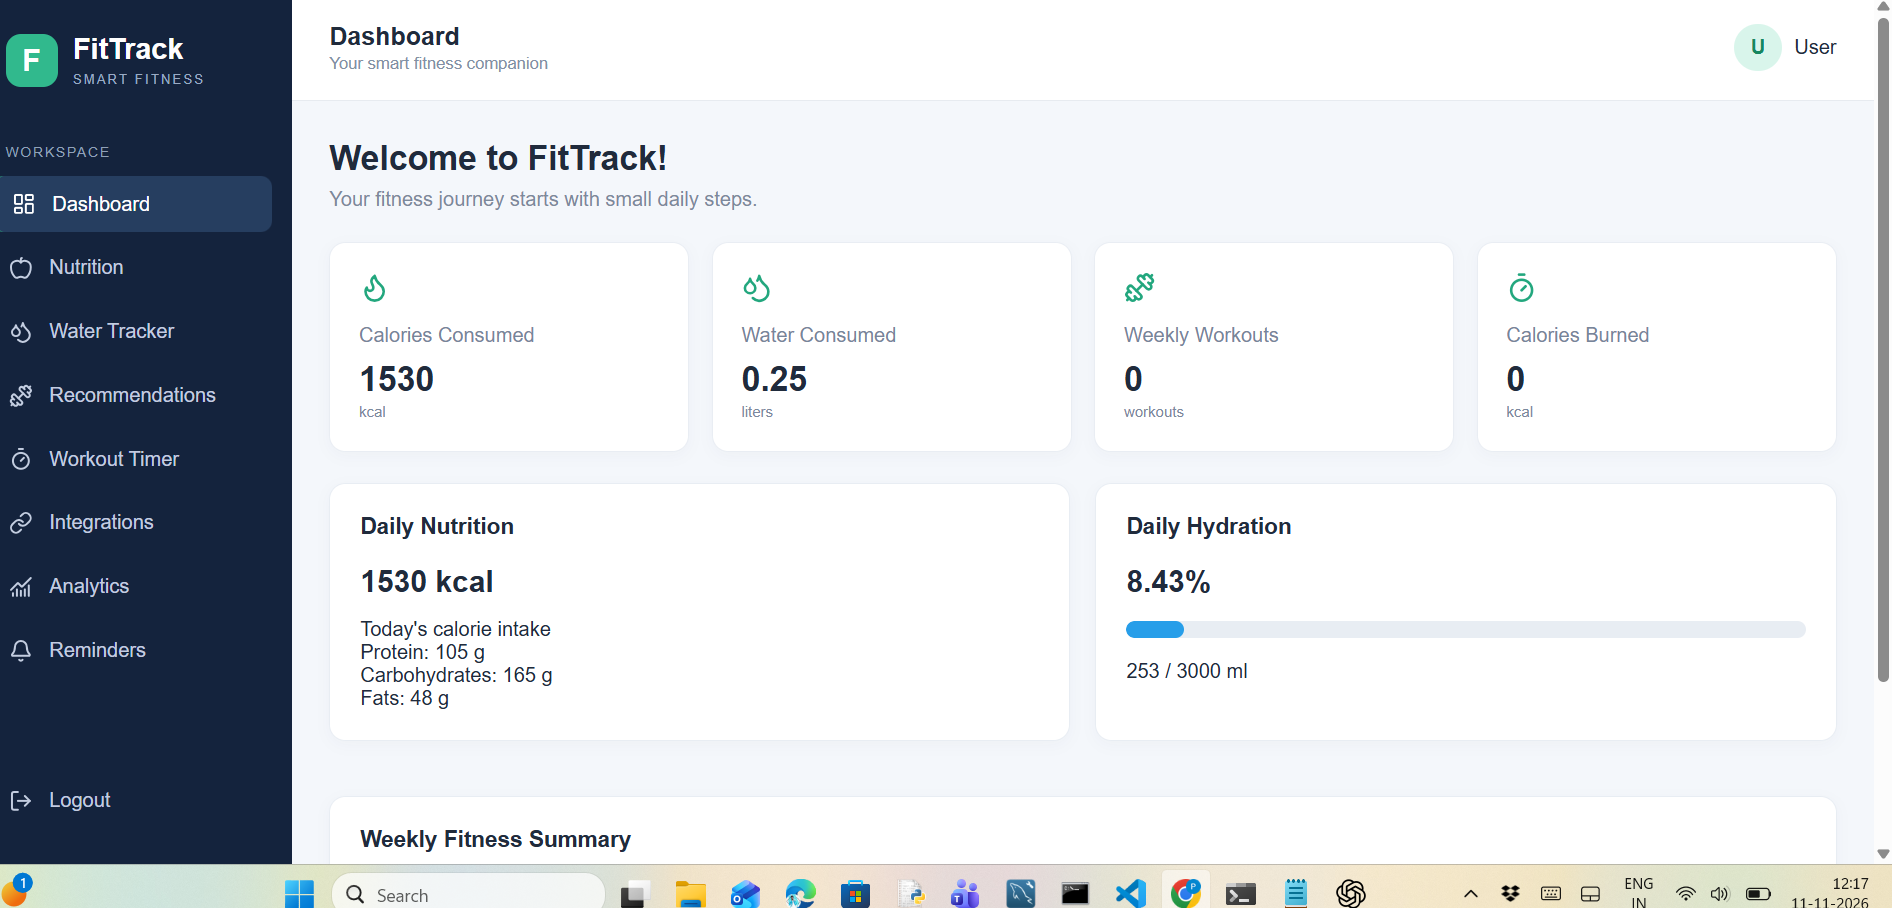 F
FitTrack
SMART FITNESS
WORKSPACE
Dashboard
Nutrition
Water Tracker
Recommendations
Workout Timer
Integrations
Analytics
Reminders
Logout
Dashboard
Your smart fitness companion
U
User
Welcome to FitTrack!
Your fitness journey starts with small daily steps.
Calories Consumed
1530
kcal
Water Consumed
0.25
liters
Weekly Workouts
0
workouts
Calories Burned
0
kcal
Daily Nutrition
1530 kcal
Today's calorie intake
Protein: 105 g
Carbohydrates: 165 g
Fats: 48 g
Daily Hydration
8.43%
253 / 3000 ml
Weekly Fitness Summary
1
Search
ENG
IN
12:17
11-11-2026